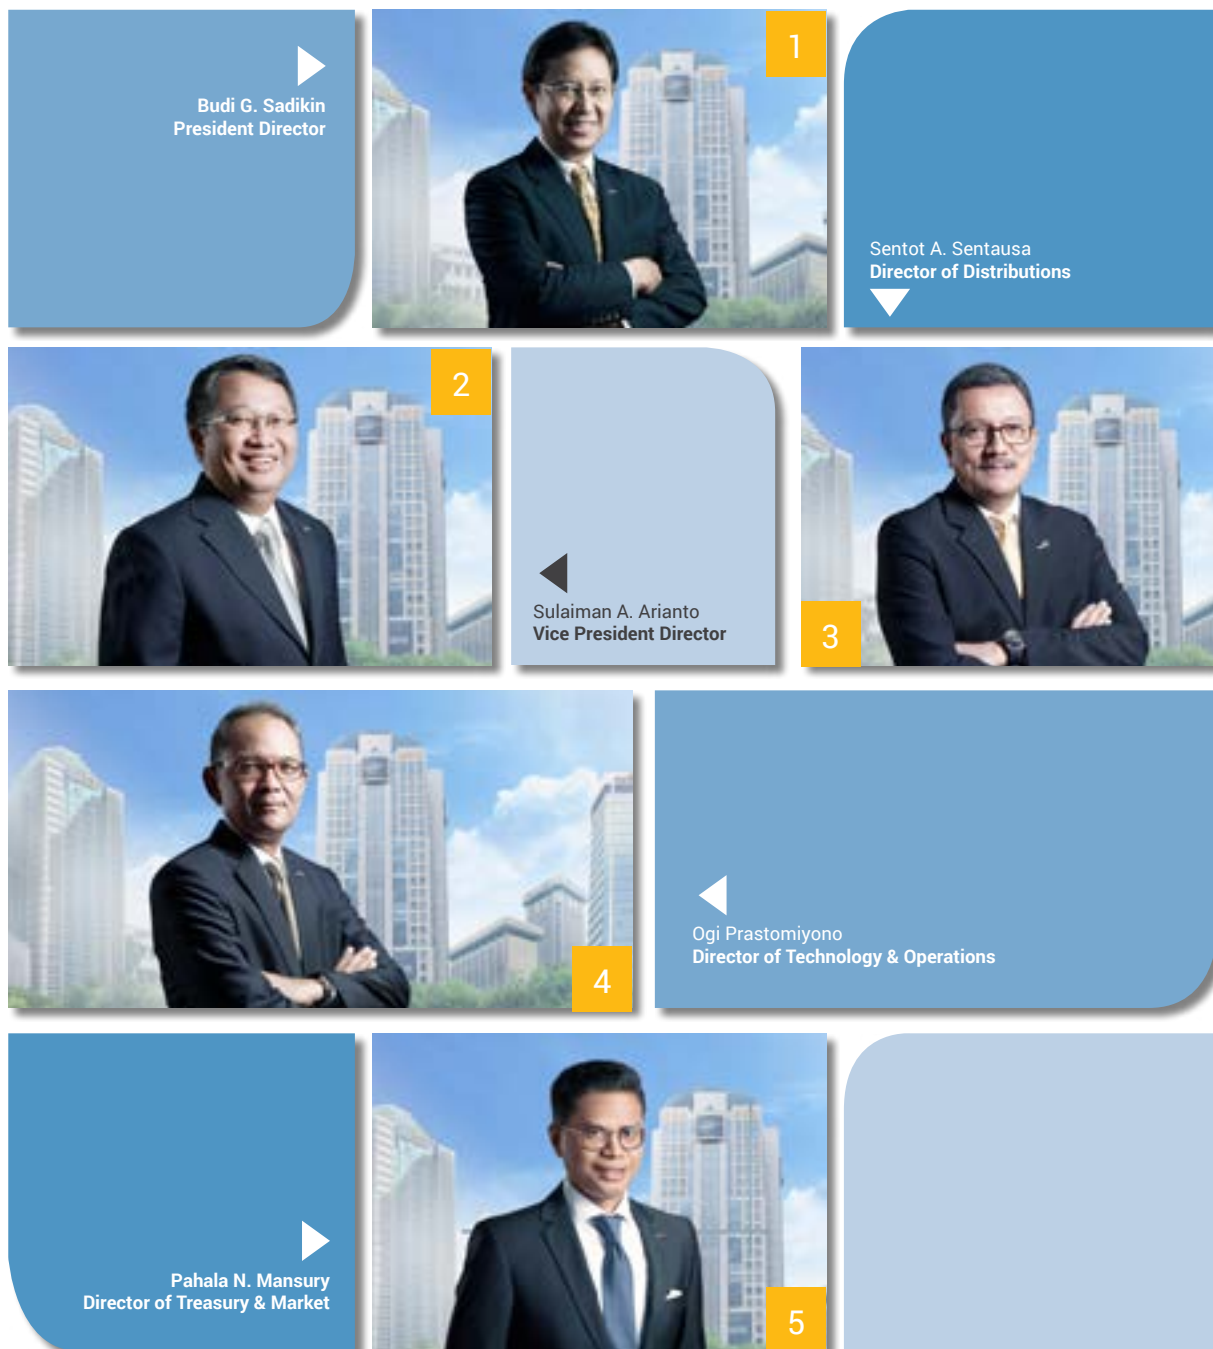 Budi G. Sadikin
President Director
1
Sentot A. Sentausa
Director of Distributions
2
Sulaiman A. Arianto
Vice President Director
3
4
Ogi Prastomiyono
Director of Technology & Operations
Pahala N. Mansury
Director of Treasury & Market
5